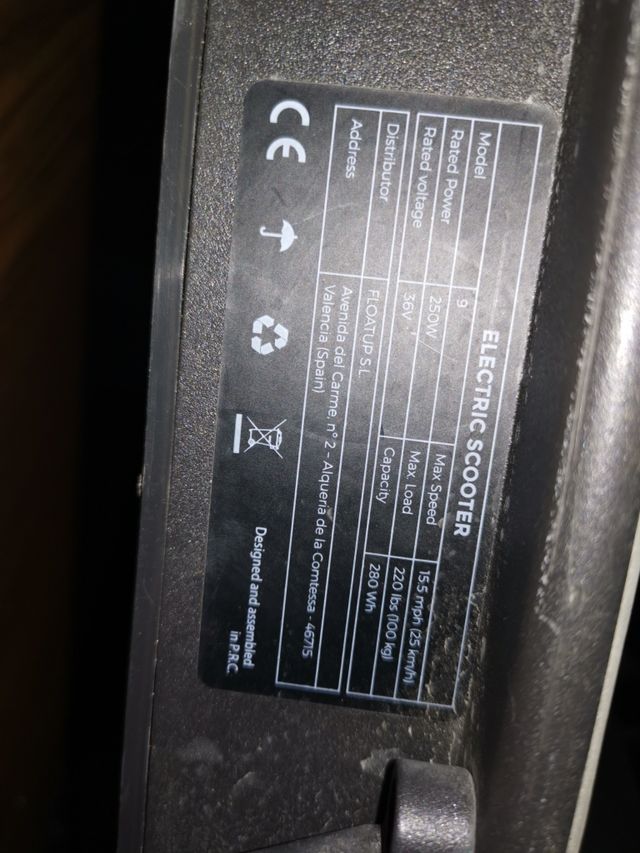 ELECTRIC SCOOTER
Model 9 Max Speed 15.5 mph (25 km/h)
Rated Power 250W Max. Load 220 lbs (100 kg)
Rated voltage 36V Capacity 280 Wh
Distributor FLOATUP S.L
Address Avenida del Carme, nº 2 - Alqueria de la Comtessa - 46715
Valencia (Spain)
CE
Designed and assembled
in P.R.C.